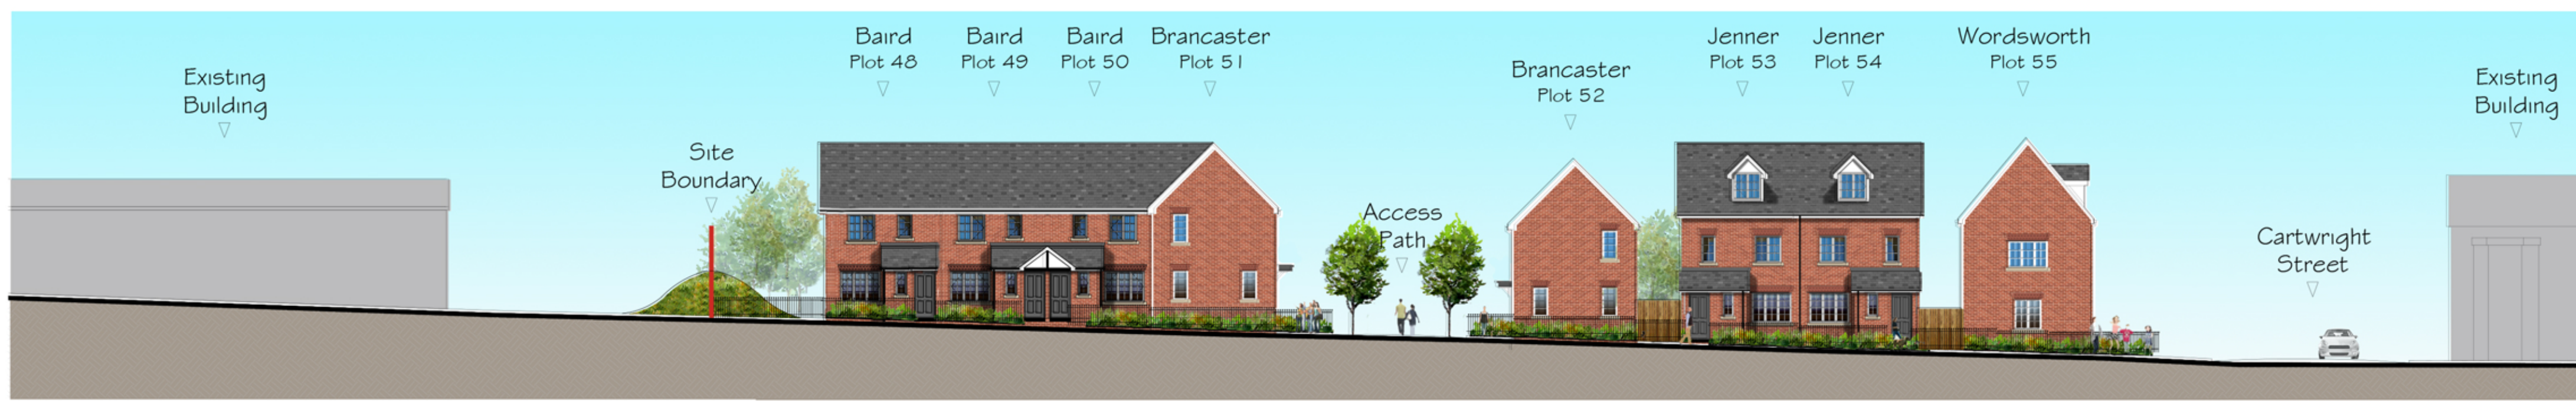 Existing
Building
Site
Boundary
Baird
Plot 48
Baird
Plot 49
Baird
Plot 50
Brancaster
Plot 51
Access
Path
Brancaster
Plot 52
Jenner
Plot 53
Jenner
Plot 54
Wordsworth
Plot 55
Cartwright
Street
Existing
Building